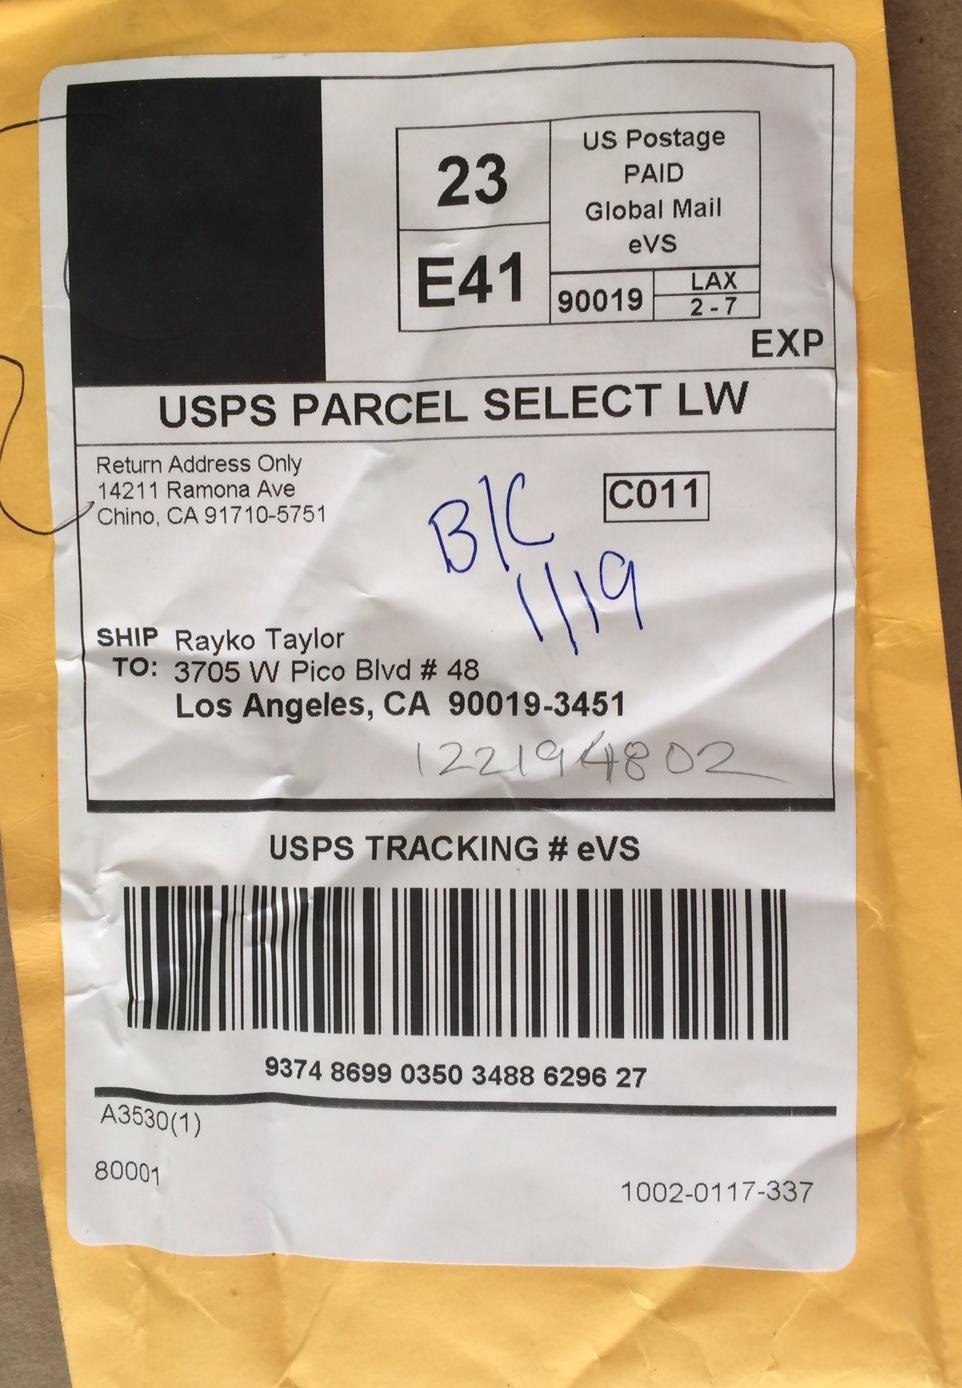 23
E41
US Postage
PAID
Global Mail
eVS
90019
LAX
2 - 7
EXP
USPS PARCEL SELECT LW
Return Address Only
14211 Ramona Ave
Chino, CA 91710-5751
C011
B/C
1/19
SHIP TO: Rayko Taylor
3705 W Pico Blvd # 48
Los Angeles, CA 90019-3451
122194802
USPS TRACKING # eVS
9374 8699 0350 3488 6296 27
A3530(1)
80001
1002-0117-337